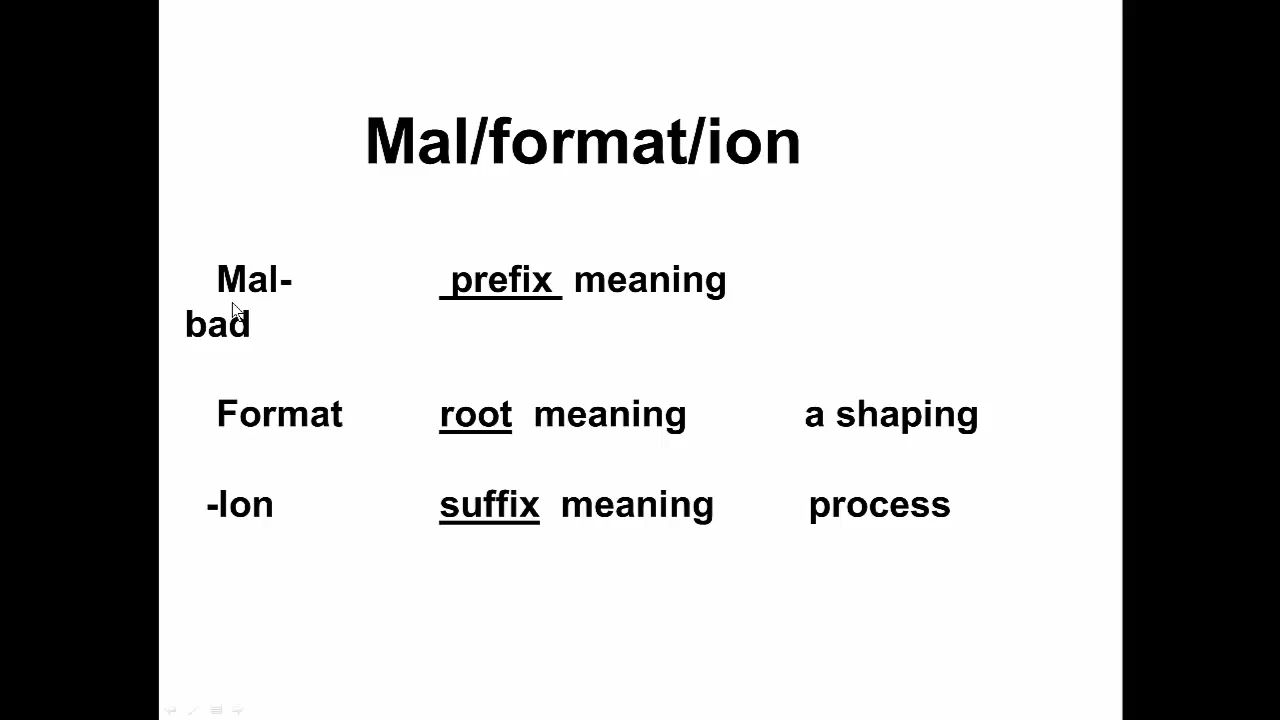 Mal/format/ion
Mal- prefix meaning
bad
Format root meaning a shaping
-Ion suffix meaning process